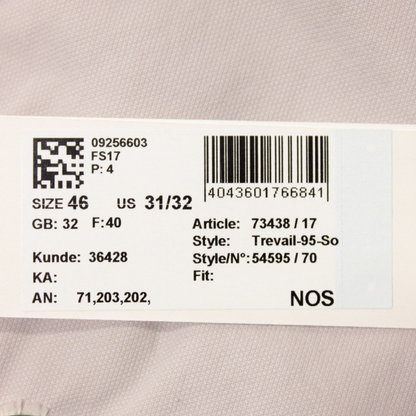 09256603
FS17
P: 4
4043601766841
SIZE 46 US 31/32
GB: 32 F:40
Article: 73438 / 17
Style: Trevail-95-So
Kunde: 36428
Style/N°: 54595 / 70
KA:
Fit:
AN: 71,203,202,
NOS